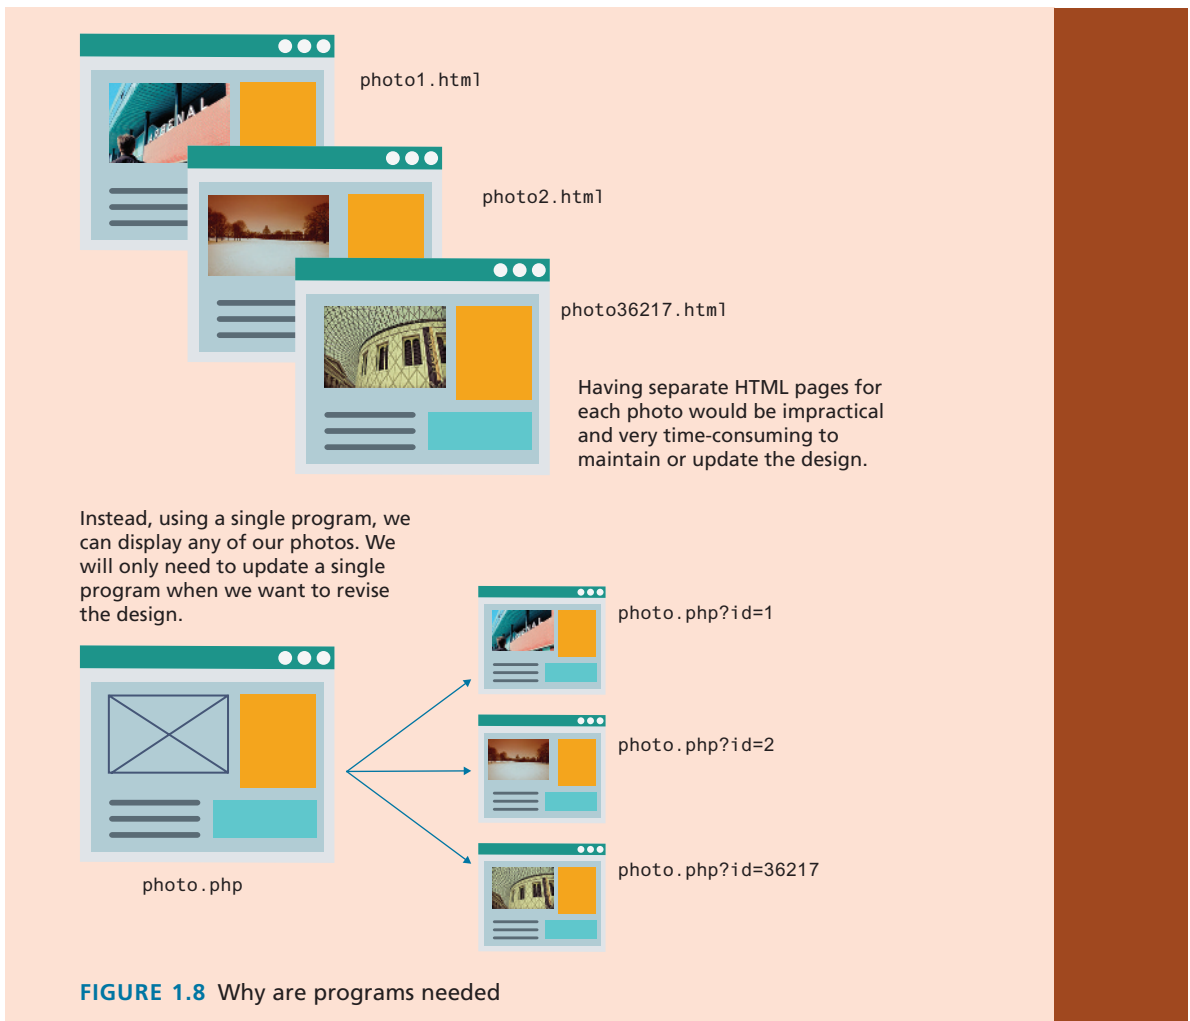 photo1.html
ARSENAL
photo2.html
photo36217.html
Having separate HTML pages for
each photo would be impractical
and very time-consuming to
maintain or update the design.
Instead, using a single program, we
can display any of our photos. We
will only need to update a single
program when we want to revise
the design.
photo.php?id=1
ARSENAL
photo.php?id=2
photo.php?id=36217
photo.php
FIGURE 1.8 Why are programs needed